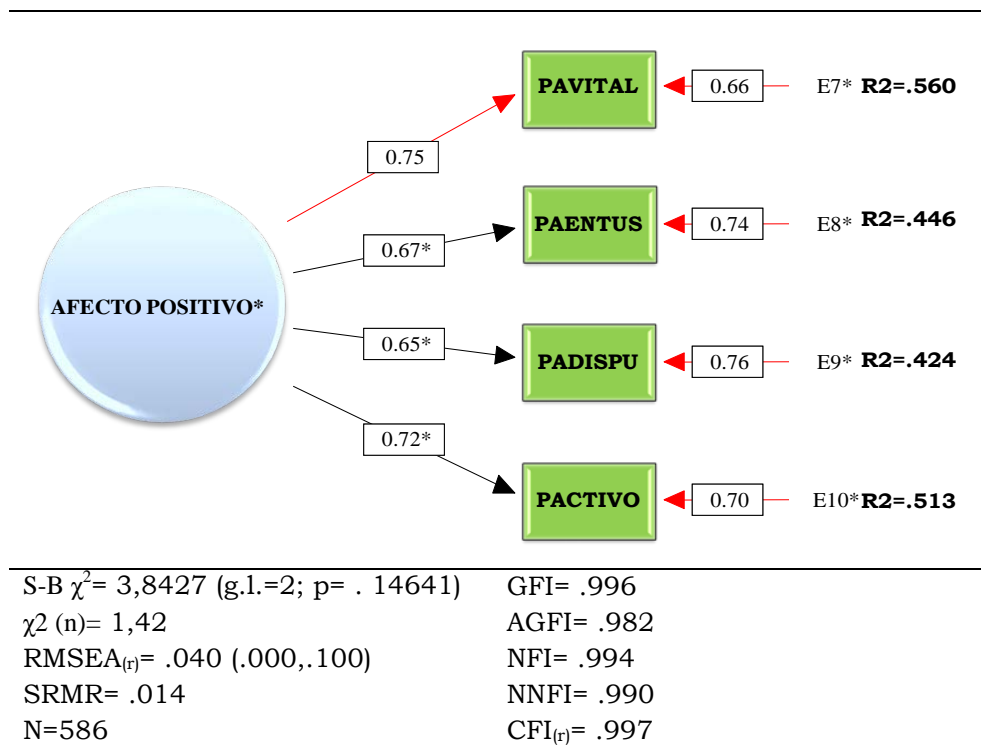 PAVITAL 0.66 E7* R2=.560
0.75
PAENTUS 0.74 E8* R2=.446
0.67*
AFECTO POSITIVO*
0.65*
PADISPU 0.76 E9* R2=.424
0.72*
PACTIVO 0.70 E10* R2=.513
S-B χ²= 3,8427 (g.l.=2; p= . 14641) GFI= .996
χ2 (n)= 1,42 AGFI= .982
RMSEA(r)= .040 (.000,.100) NFI= .994
SRMR= .014 NNFI= .990
N=586 CFI(r)= .997